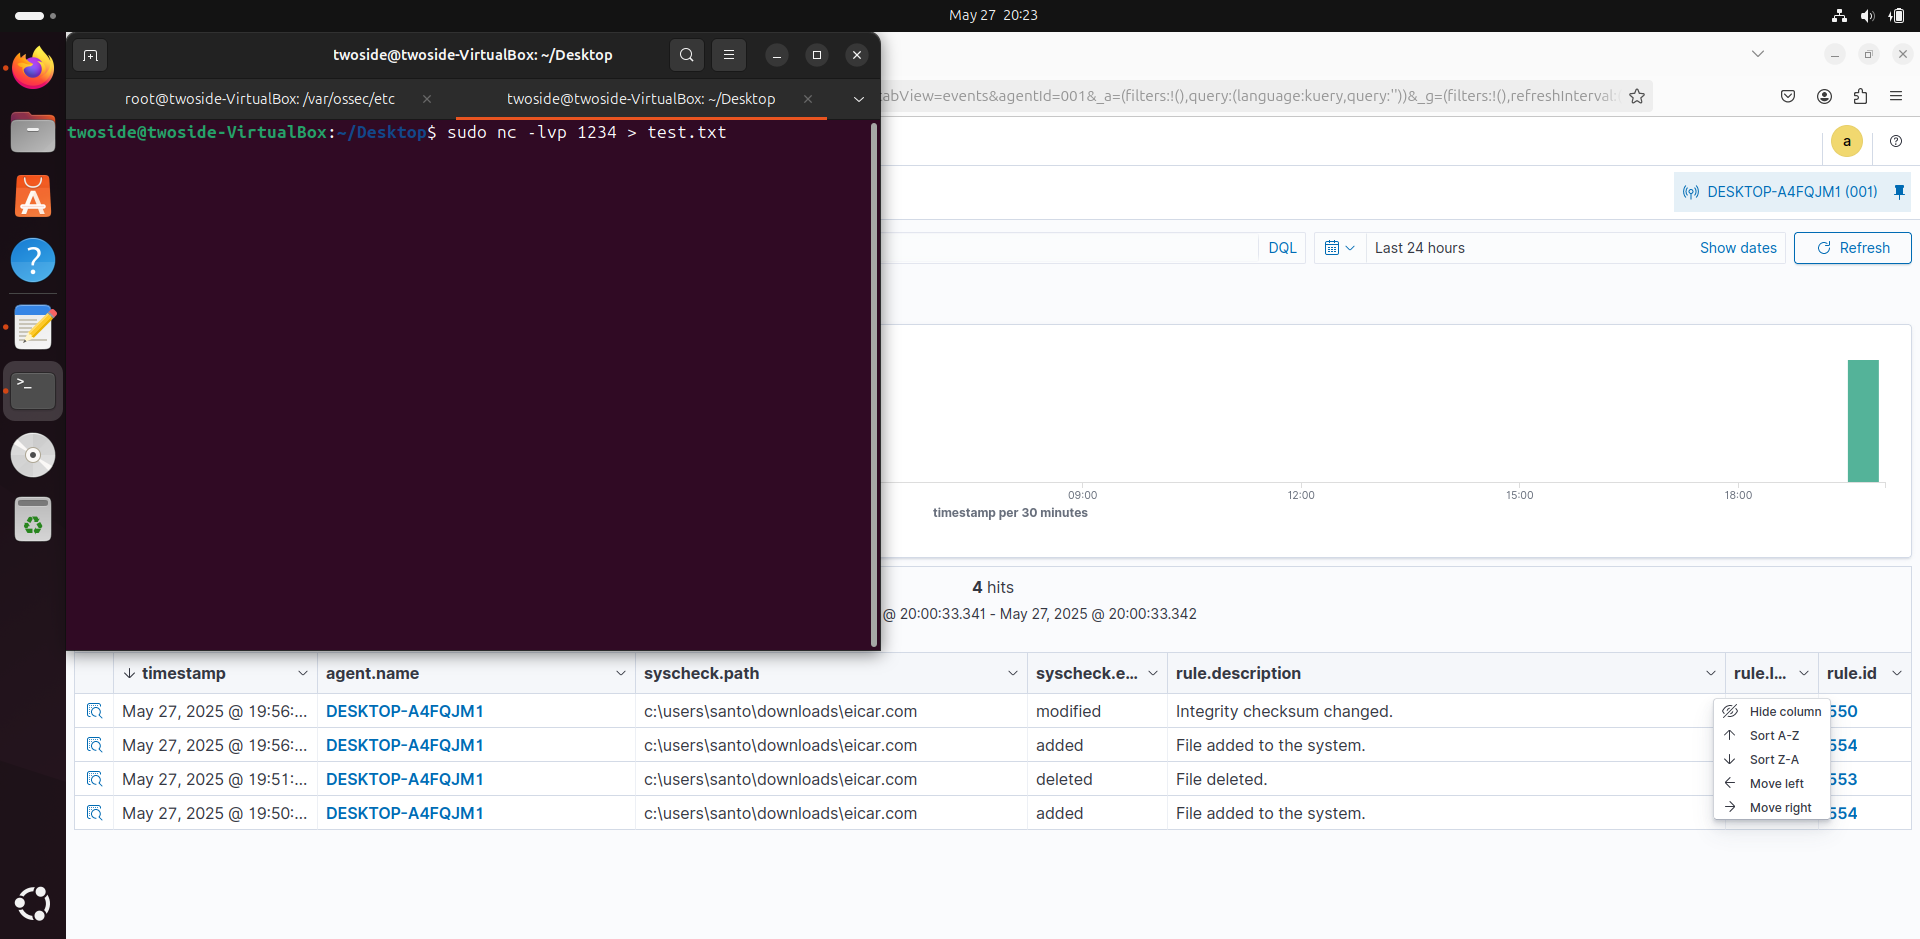 May 27 20:23
twoside@twoside-VirtualBox: ~/Desktop
root@twoside-VirtualBox: /var/ossec/etc
twoside@twoside-VirtualBox: ~/Desktop
twoside@twoside-VirtualBox:~/Desktop$ sudo nc -lvp 1234 > test.txt
abView=events&agentId=001&_a=(filters:!(),query:(language:kuery,query:''))&_g=(filters:!(),refreshInterval:
a
DESKTOP-A4FQJM1 (001)
DQL
Last 24 hours
Show dates
Refresh
09:00
12:00
15:00
18:00
timestamp per 30 minutes
4 hits
@ 20:00:33.341 - May 27, 2025 @ 20:00:33.342
timestamp agent.name syscheck.path syscheck.e... rule.description rule.l... rule.id
May 27, 2025 @ 19:56:... DESKTOP-A4FQJM1 c:\users\santo\downloads\eicar.com modified Integrity checksum changed. 550
May 27, 2025 @ 19:56:... DESKTOP-A4FQJM1 c:\users\santo\downloads\eicar.com added File added to the system. 554
May 27, 2025 @ 19:51:... DESKTOP-A4FQJM1 c:\users\santo\downloads\eicar.com deleted File deleted. 553
May 27, 2025 @ 19:50:... DESKTOP-A4FQJM1 c:\users\santo\downloads\eicar.com added File added to the system. 554
Hide column
Sort A-Z
Sort Z-A
Move left
Move right